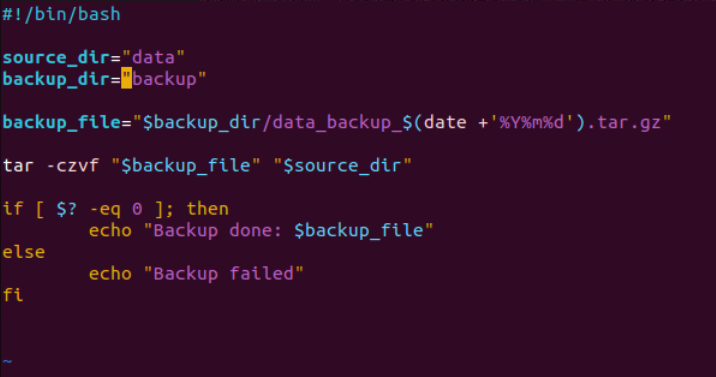 #!/bin/bash
source_dir="data"
backup_dir="backup"
backup_file="$backup_dir/data_backup_$(date +'%Y%m%d').tar.gz"
tar -czvf "$backup_file" "$source_dir"
if [ $? -eq 0 ]; then
        echo "Backup done: $backup_file"
else
        echo "Backup failed"
fi
~